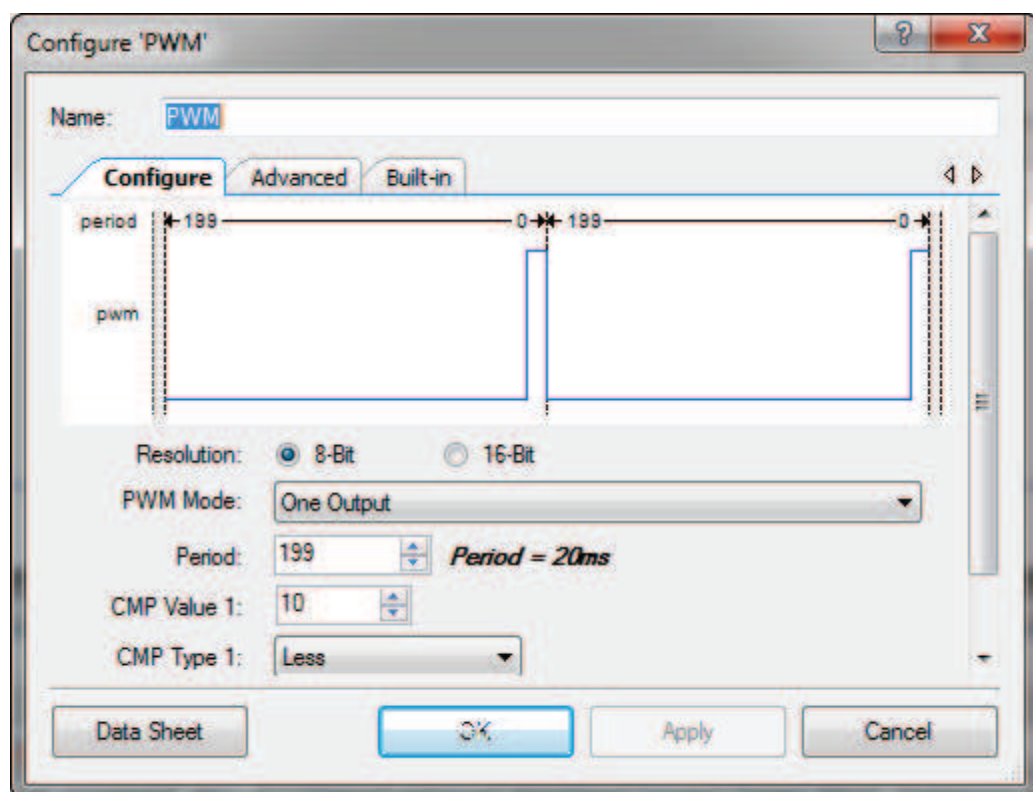 Configure 'PWM'
Name: PWM
Configure Advanced Built-in
period 199 0 199 0
pwm
Resolution: 8-Bit 16-Bit
PWM Mode: One Output
Period: 199 Period = 20ms
CMP Value 1: 10
CMP Type 1: Less
Data Sheet OK Apply Cancel